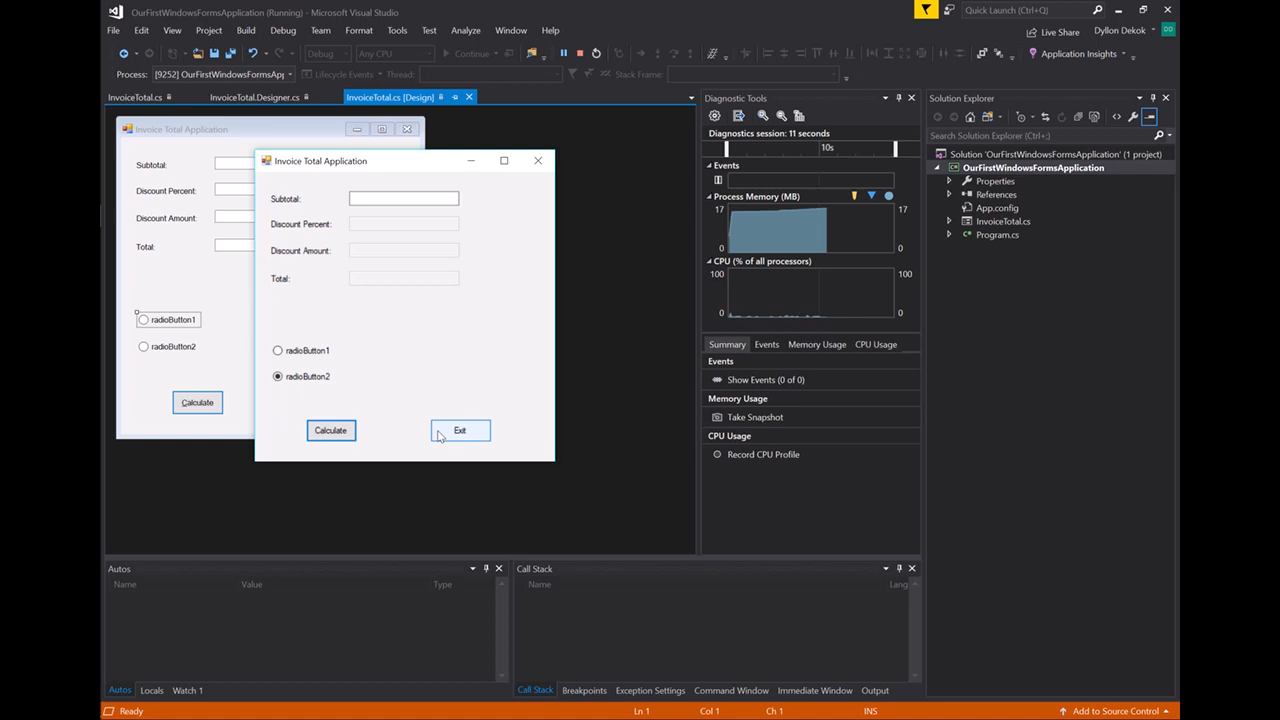 OurFirstWindowsFormsApplication (Running) - Microsoft Visual Studio
Quick Launch (Ctrl+Q)
File Edit View Project Build Debug Team Format Tools Test Analyze Window Help
Live Share
Dyllon Dekok
DD
Debug
Any CPU
Continue
Application Insights
Process: [9252] OurFirstWindowsFormsApp
Lifecycle Events
Thread:
Stack Frame:
InvoiceTotal.cs
InvoiceTotal.Designer.cs
InvoiceTotal.cs [Design]
Invoice Total Application
Subtotal:
Discount Percent:
Discount Amount:
Total:
radioButton1
radioButton2
Calculate
Invoice Total Application
Subtotal:
Discount Percent:
Discount Amount:
Total:
radioButton1
radioButton2
Calculate
Exit
Diagnostic Tools
Diagnostics session: 11 seconds
10s
Events
Process Memory (MB)
17 17
0 0
CPU (% of all processors)
100 100
0 0
Summary Events Memory Usage CPU Usage
Events
Show Events (0 of 0)
Memory Usage
Take Snapshot
CPU Usage
Record CPU Profile
Solution Explorer
Search Solution Explorer (Ctrl+;)
Solution 'OurFirstWindowsFormsApplication' (1 project)
OurFirstWindowsFormsApplication
Properties
References
App.config
InvoiceTotal.cs
Program.cs
Autos
Name Value Type
Autos Locals Watch 1
Call Stack
Name Lang
Call Stack Breakpoints Exception Settings Command Window Immediate Window Output
Ready
Ln 1 Col 1 Ch 1 INS
Add to Source Control